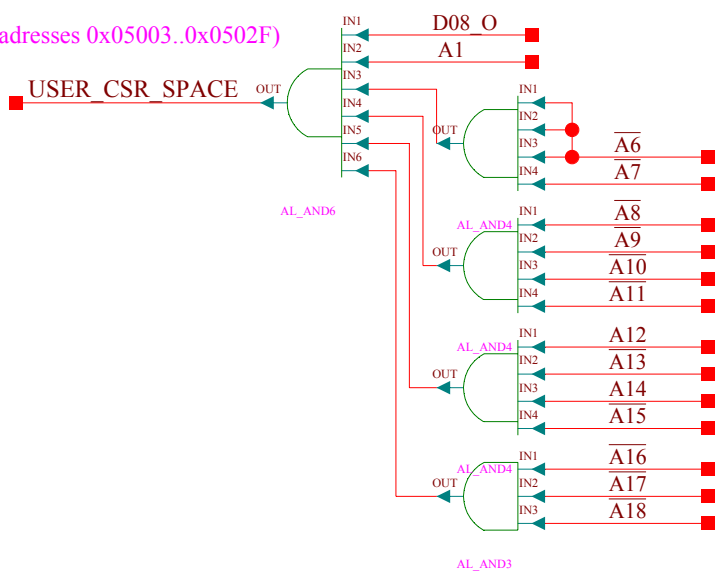 adresses 0x05003..0x0502F)
IN1 D08_O
IN2 A1
USER_CSR_SPACE OUT IN3 IN1
IN4 IN2
IN5 OUT IN3 A6
IN6 IN4 A7
AL_AND6
IN1 A8
AL_AND4
IN2 A9
OUT IN3 A10
IN4 A11
IN1 A12
AL_AND4
IN2 A13
OUT IN3 A14
IN4 A15
IN1 A16
AL_AND4
OUT IN2 A17
IN3 A18
AL_AND3